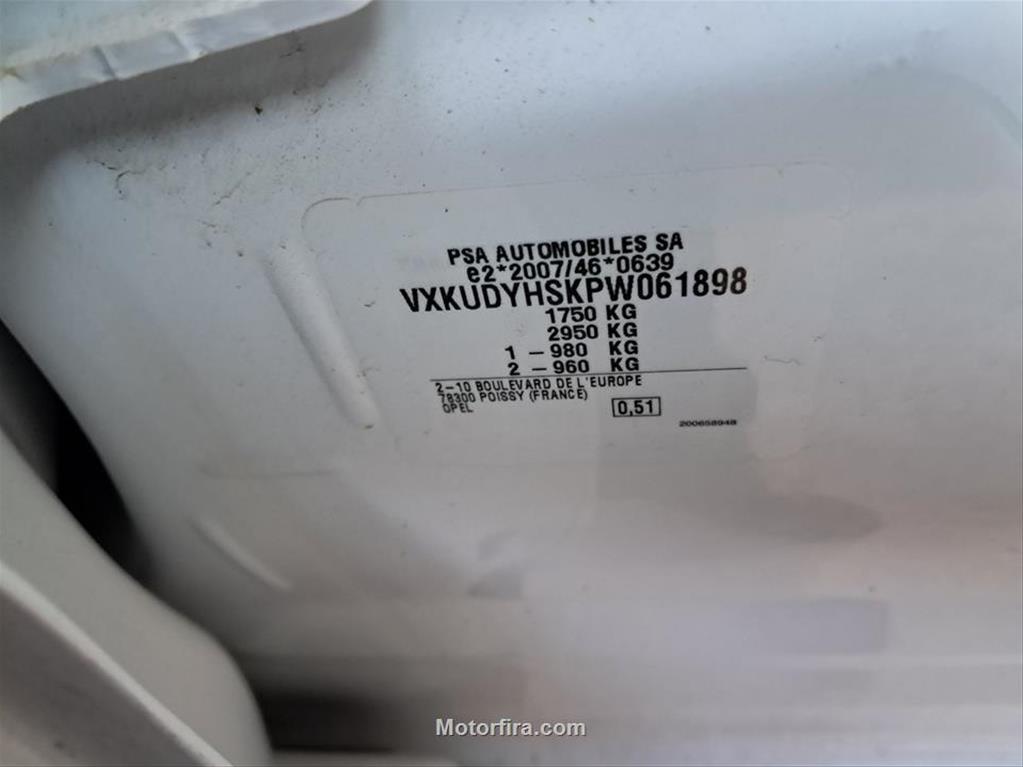 PSA AUTOMOBILES SA
e2*2007/46*0639
VXKUDYHSKPW061898
1750 KG
2950 KG
1 – 980 KG
2 – 960 KG
2–10 BOULEVARD DE L'EUROPE
78300 POISSY (FRANCE)
OPEL
0,51
200658948
Motorfira.com